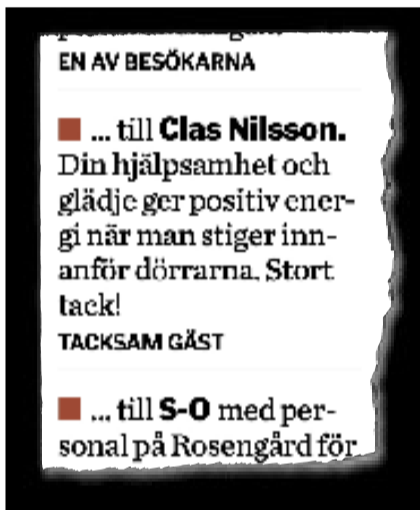 EN AV BESÖKARNA
■ ... till Clas Nilsson.
Din hjälpsamhet och
glädje ger positiv ener-
gi när man stiger inn-
anför dörrarna. Stort
tack!
TACKSAM GÄST
■ ... till S-O med per-
sonal på Rosengård för